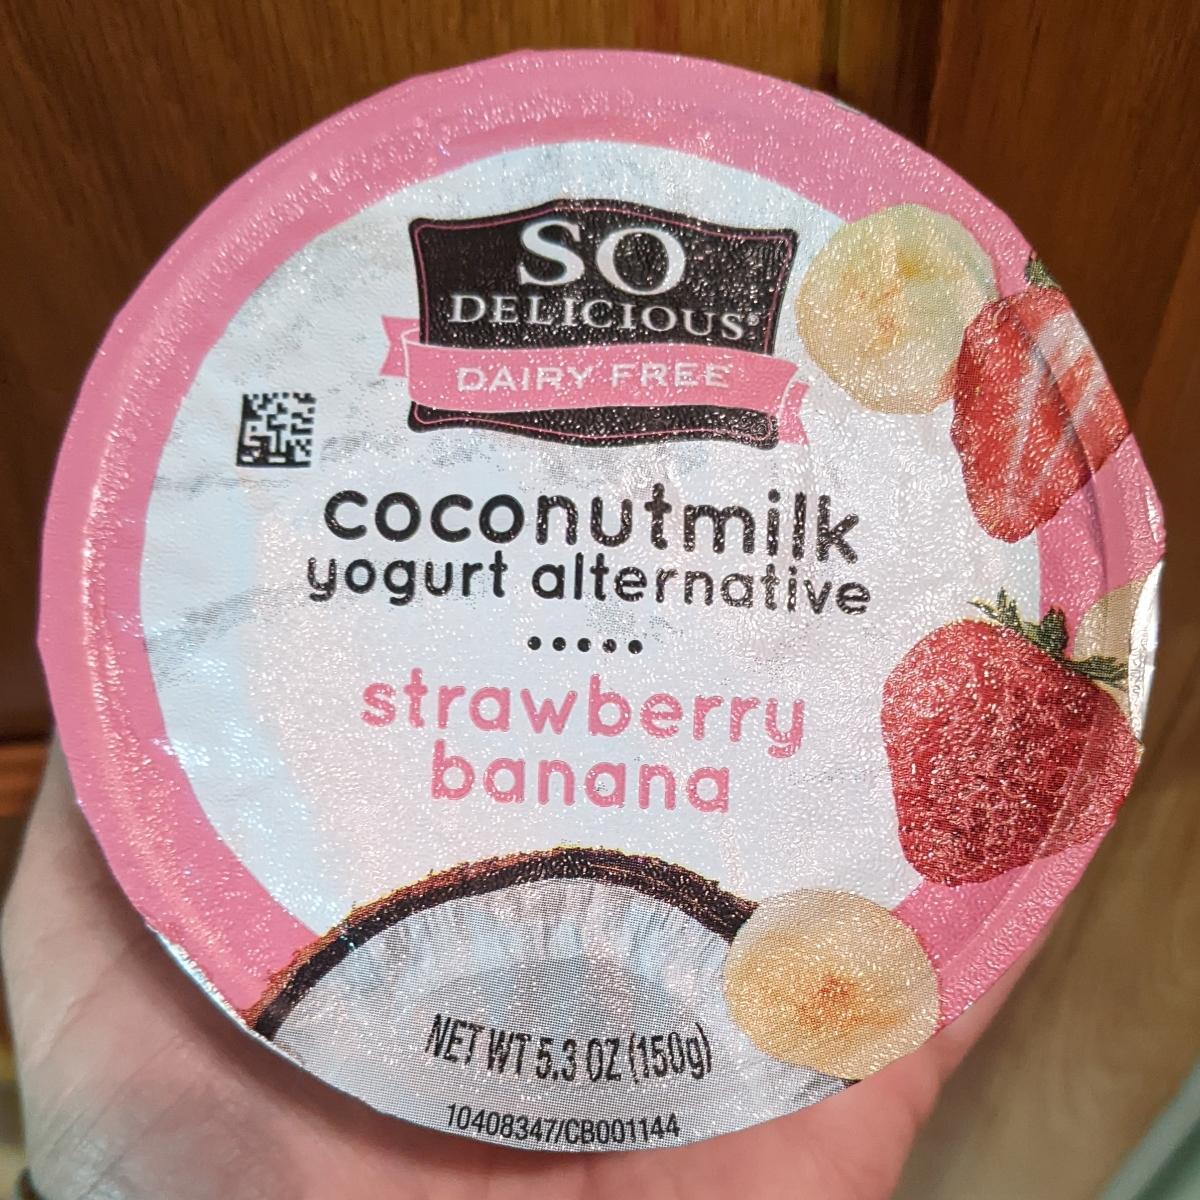 SO
DELICIOUS®
DAIRY FREE
coconutmilk
yogurt alternative
strawberry
banana
NET WT 5.3 OZ (150g)
10408347/CB001144